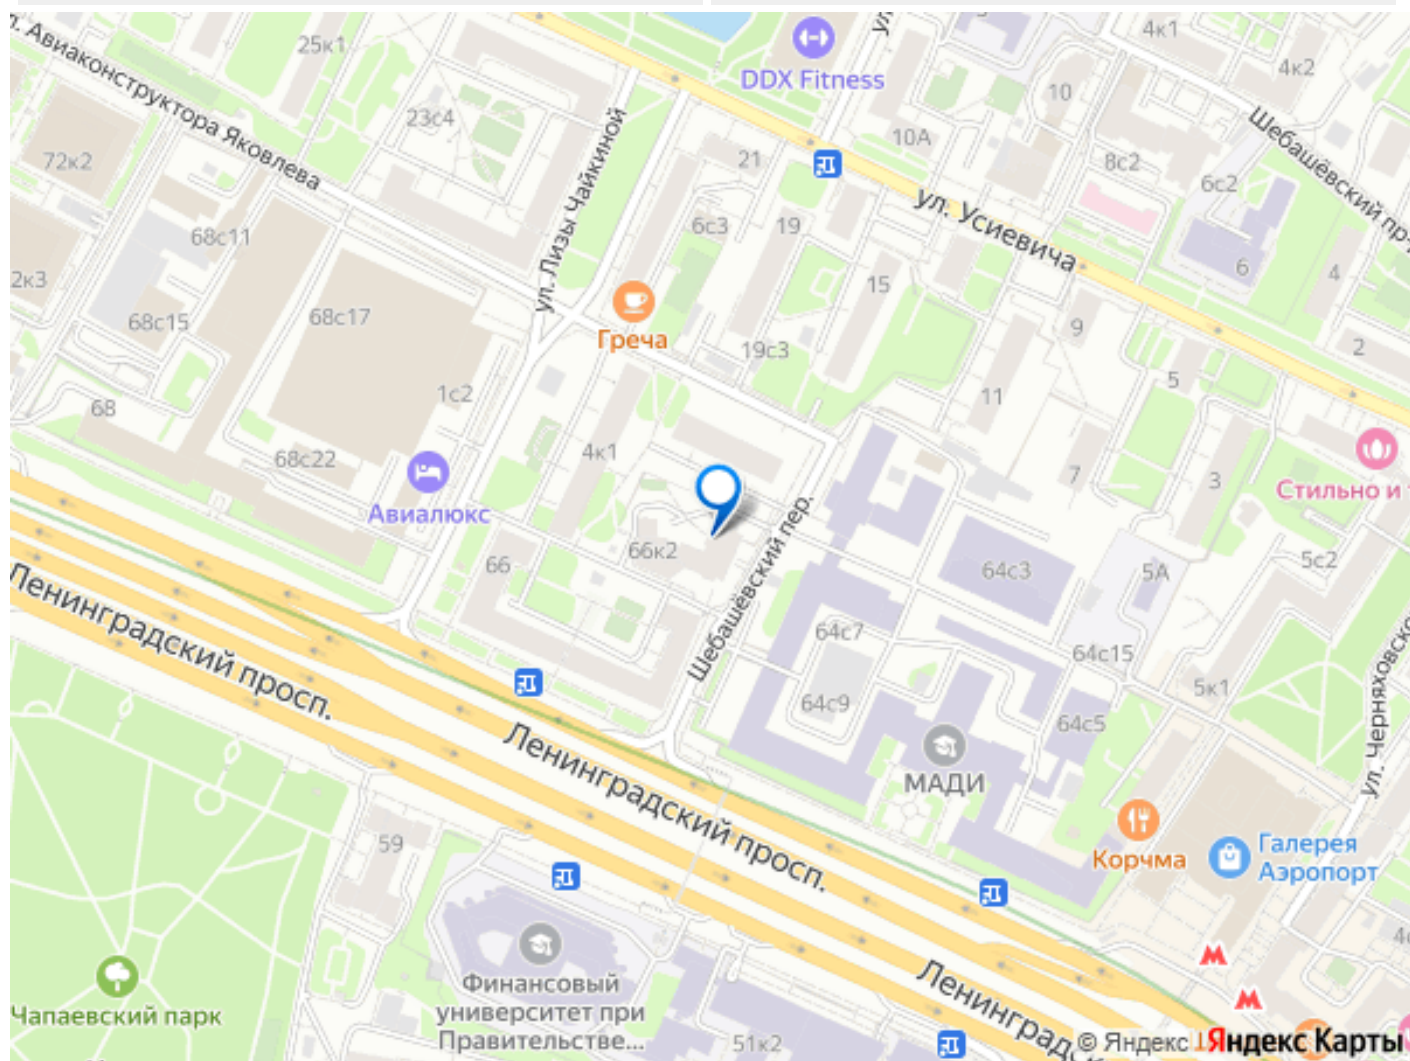 ул. Авиаконструктора Яковлева
25к1
DDX Fitness
4к1
4к2
10
10А
8с2
Шебашёвский пр-
23с4
72к2
21
6с2
ул. Лизы Чайкиной
ул. Усиевича
68с11
6с3
19
6
4
2к3
15
68с15
68с17
Греча
9
2
19с3
5
1с2
11
68
4к1
68с22
7
3
Стильно и
Авиалюкс
Шебашёвский пер.
66к2
66
64с3
5А
5с2
Ленинградский просп.
64с7
64с15
5к1
64с9
64с5
ул. Черняховско
Ленинградский просп.
МАДИ
59
Корчма
Галерея
Аэропорт
Финансовый
университет при
Правительстве...
Чапаевский парк
51к2
Ленинградск
© Яндекс
Яндекс Карты